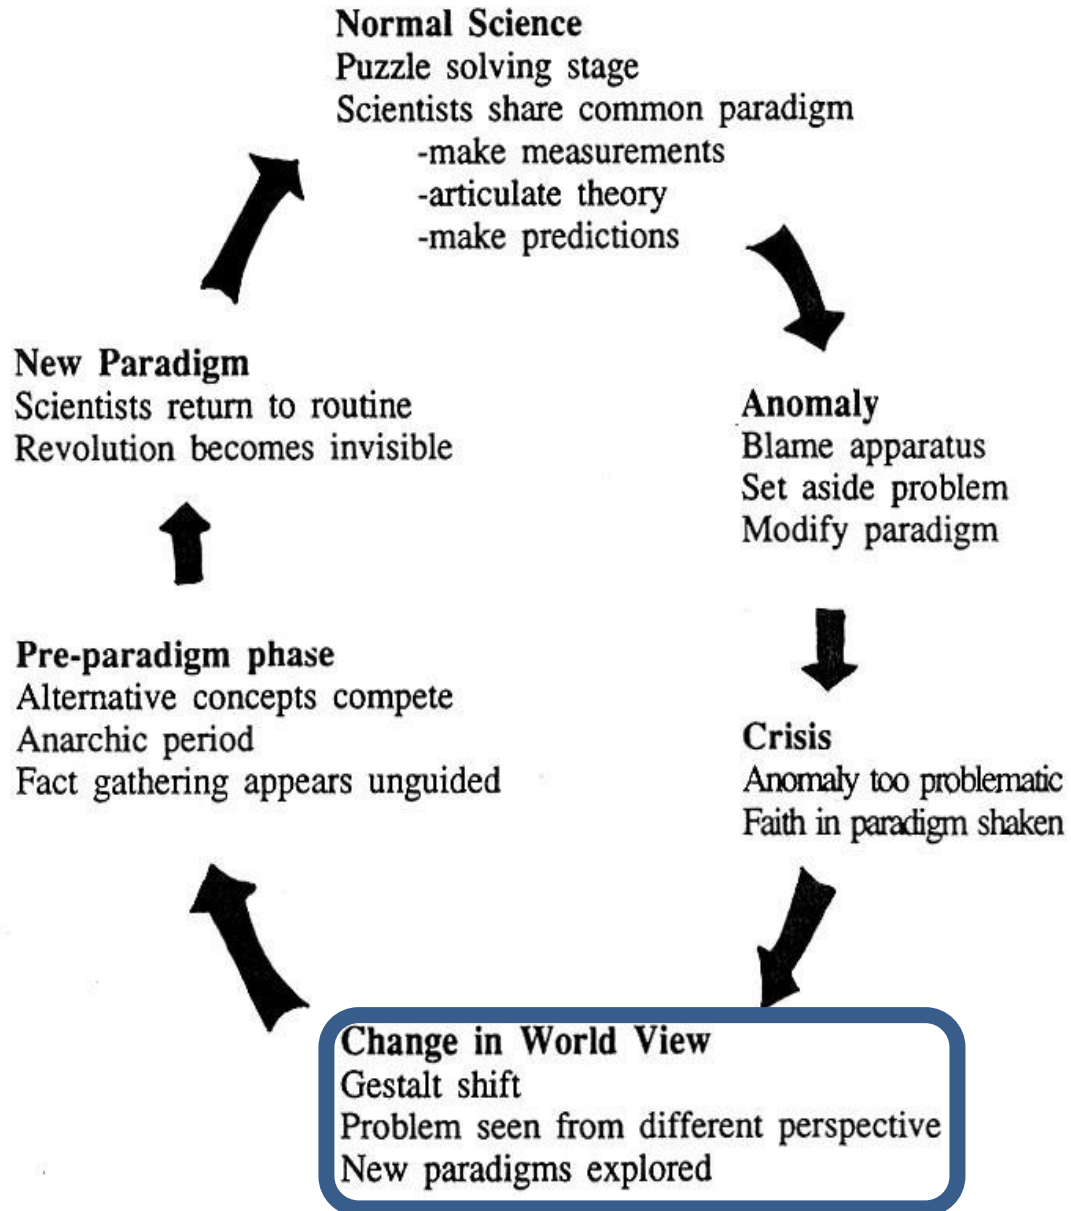 Normal Science
Puzzle solving stage
Scientists share common paradigm
-make measurements
-articulate theory
-make predictions
Anomaly
Blame apparatus
Set aside problem
Modify paradigm
Crisis
Anomaly too problematic
Faith in paradigm shaken
Change in World View
Gestalt shift
Problem seen from different perspective
New paradigms explored
Pre-paradigm phase
Alternative concepts compete
Anarchic period
Fact gathering appears unguided
New Paradigm
Scientists return to routine
Revolution becomes invisible